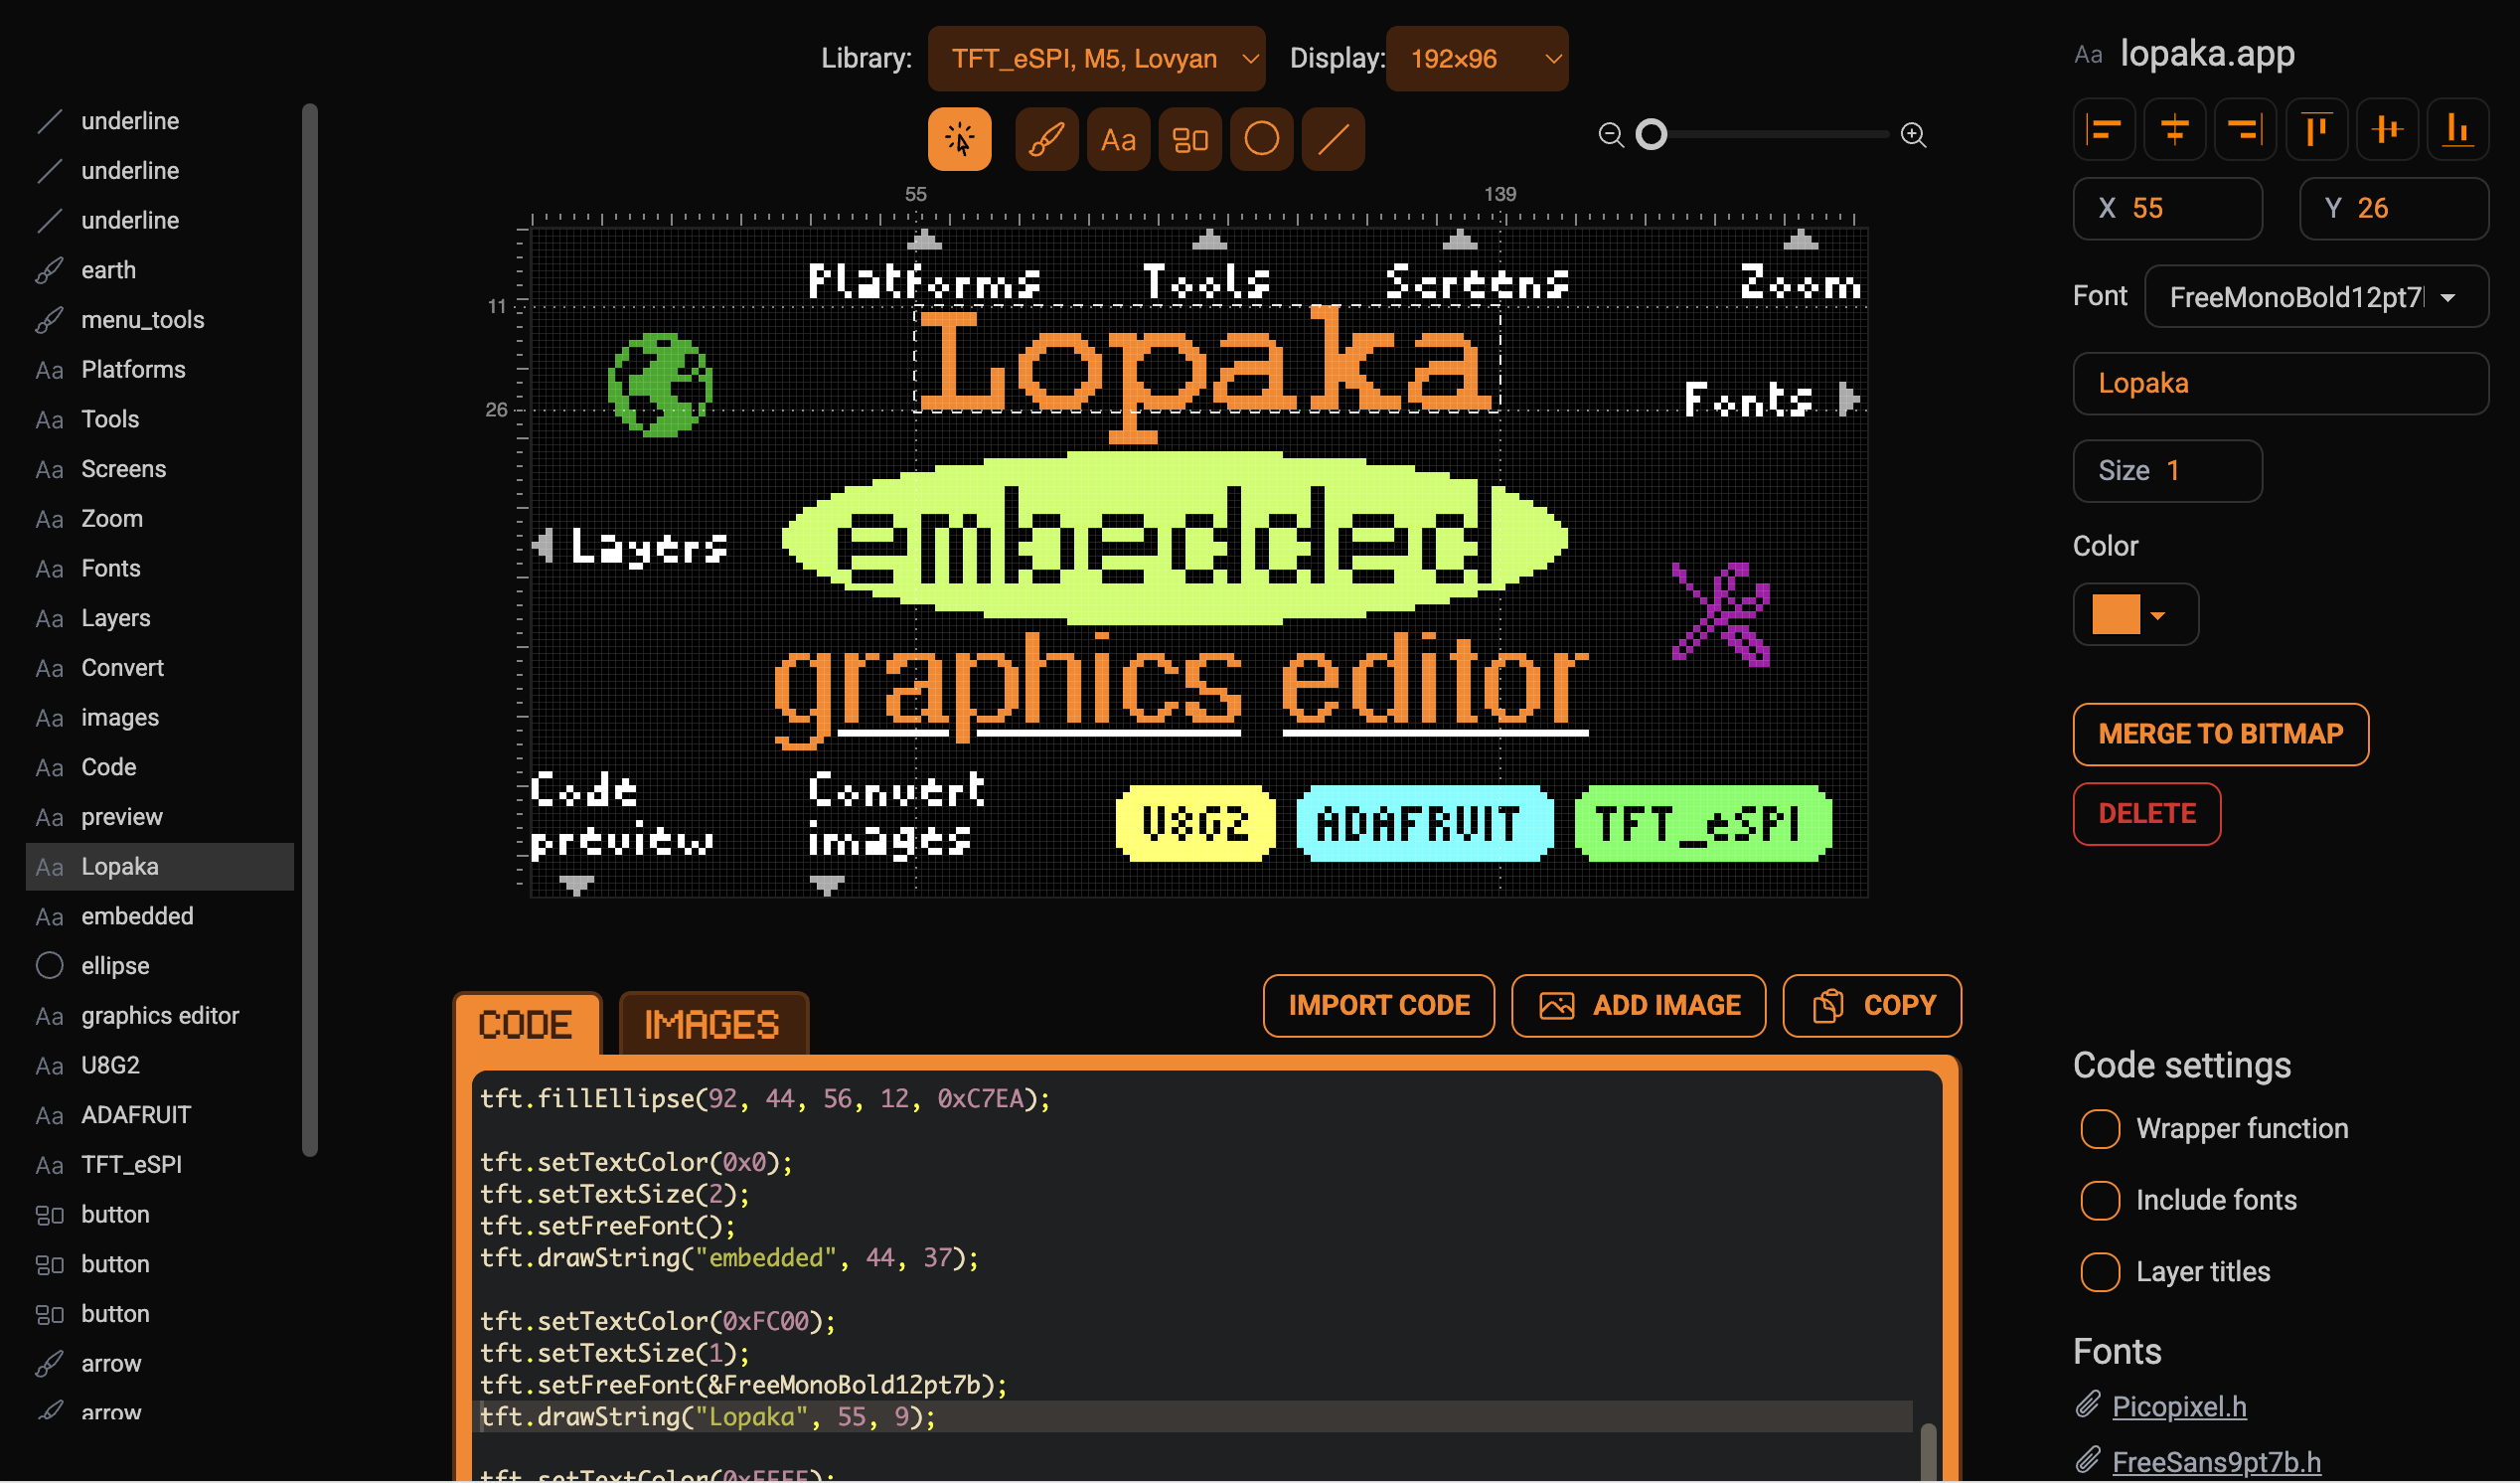 Library: TFT_eSPI, M5, Lovyan Display: 192×96
Aa
underline
underline
underline
earth
menu_tools
Aa Platforms
Aa Tools
Aa Screens
Aa Zoom
Aa Fonts
Aa Layers
Aa Convert
Aa images
Aa Code
Aa preview
Aa Lopaka
Aa embedded
ellipse
Aa graphics editor
Aa U8G2
Aa ADAFRUIT
Aa TFT_eSPI
button
button
button
arrow
arrow
55 139
11
26
Platforms Tools Screens Zoom
Lopaka
Fonts
Layers
embedded
graphics editor
Code
preview
Convert
images
U8G2 ADAFRUIT TFT_eSPI
CODE IMAGES
IMPORT CODE ADD IMAGE COPY
tft.fillEllipse(92, 44, 56, 12, 0xC7EA);
tft.setTextColor(0x0);
tft.setTextSize(2);
tft.setFreeFont();
tft.drawString("embedded", 44, 37);
tft.setTextColor(0xFC00);
tft.setTextSize(1);
tft.setFreeFont(&FreeMonoBold12pt7b);
tft.drawString("Lopaka", 55, 9);
tft.setTextColor(0xFFFF);
Aa lopaka.app
X 55 Y 26
Font FreeMonoBold12pt7
Lopaka
Size 1
Color
MERGE TO BITMAP
DELETE
Code settings
Wrapper function
Include fonts
Layer titles
Fonts
Picopixel.h
FreeSans9pt7b.h